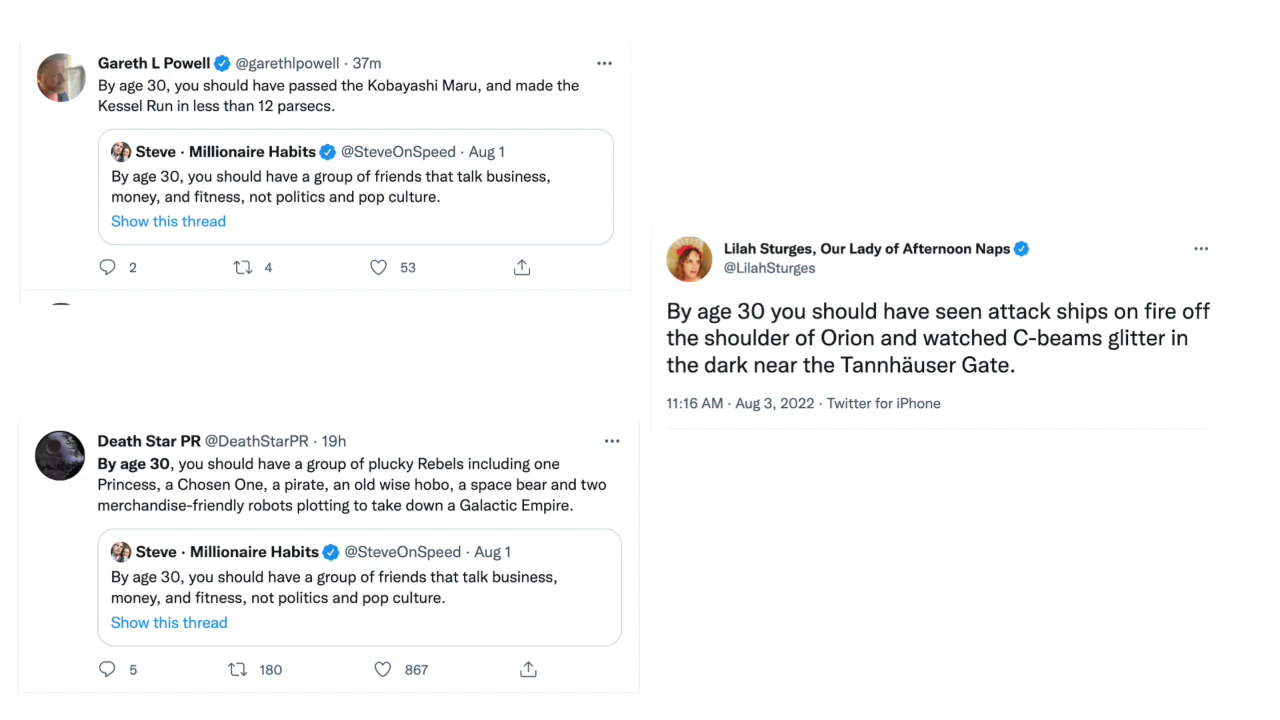 Gareth L Powell @garethlpowell · 37m
By age 30, you should have passed the Kobayashi Maru, and made the
Kessel Run in less than 12 parsecs.
Steve · Millionaire Habits @SteveOnSpeed · Aug 1
By age 30, you should have a group of friends that talk business,
money, and fitness, not politics and pop culture.
Show this thread
2 4 53
Death Star PR @DeathStarPR · 19h
By age 30, you should have a group of plucky Rebels including one
Princess, a Chosen One, a pirate, an old wise hobo, a space bear and two
merchandise-friendly robots plotting to take down a Galactic Empire.
Steve · Millionaire Habits @SteveOnSpeed · Aug 1
By age 30, you should have a group of friends that talk business,
money, and fitness, not politics and pop culture.
Show this thread
5 180 867
Lilah Sturges, Our Lady of Afternoon Naps
@LilahSturges
By age 30 you should have seen attack ships on fire off
the shoulder of Orion and watched C-beams glitter in
the dark near the Tannhäuser Gate.
11:16 AM · Aug 3, 2022 · Twitter for iPhone